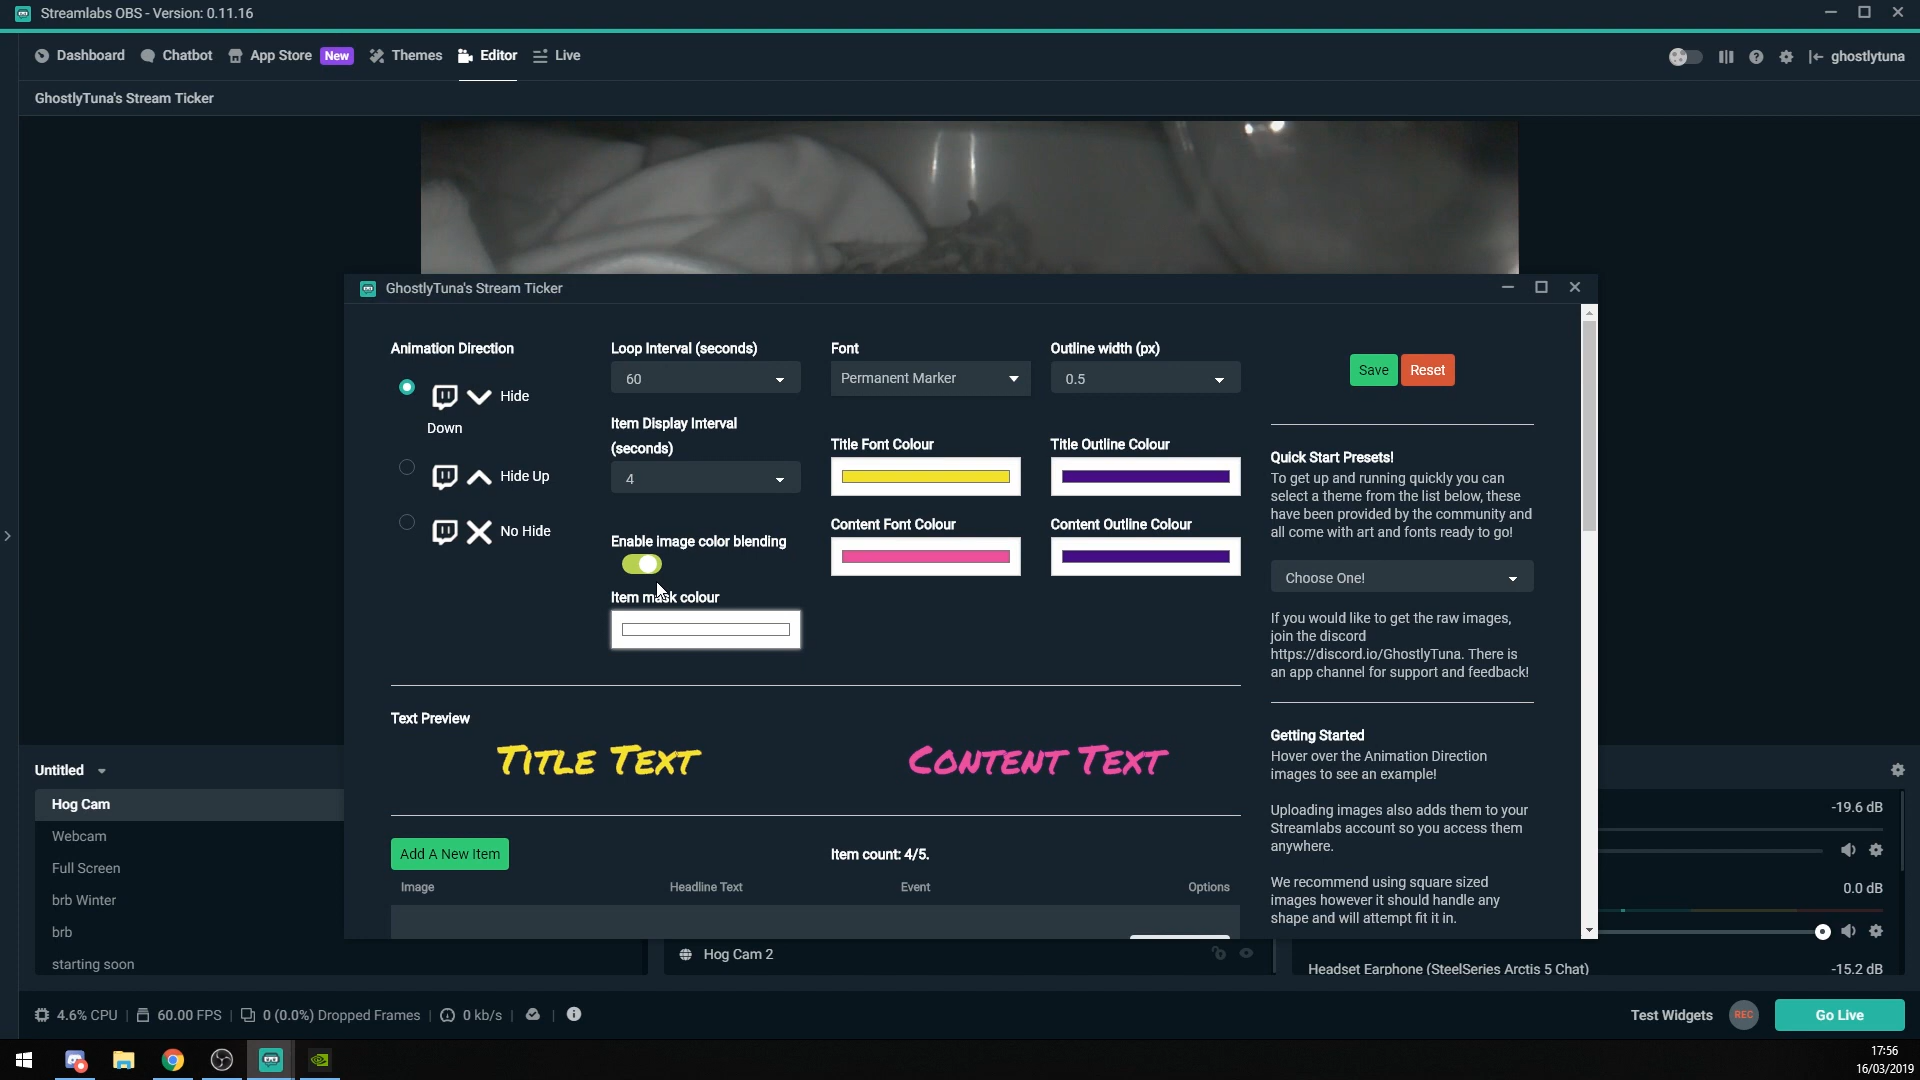 Streamlabs OBS - Version: 0.11.16
Dashboard
Chatbot
App Store New
Themes
Editor
Live
ghostlytuna
GhostlyTuna's Stream Ticker
GhostlyTuna's Stream Ticker
Animation Direction
Hide
Down
Hide Up
No Hide
Loop Interval (seconds)
60
Item Display Interval
(seconds)
4
Enable image color blending
Item mask colour
Font
Permanent Marker
Title Font Colour
Content Font Colour
Outline width (px)
0.5
Title Outline Colour
Content Outline Colour
Save Reset
Quick Start Presets!
To get up and running quickly you can
select a theme from the list below, these
have been provided by the community and
all come with art and fonts ready to go!
Choose One!
If you would like to get the raw images,
join the discord
https://discord.io/GhostlyTuna. There is
an app channel for support and feedback!
Getting Started
Hover over the Animation Direction
images to see an example!
Uploading images also adds them to your
Streamlabs account so you access them
anywhere.
We recommend using square sized
images however it should handle any
shape and will attempt fit it in.
Text Preview
Title Text
Content Text
Add A New Item
Item count: 4/5.
Image Headline Text Event Options
Untitled
Hog Cam
Webcam
Full Screen
brb Winter
brb
starting soon
Hog Cam 2
-19.6 dB
0.0 dB
Headset Earphone (SteelSeries Arctis 5 Chat) -15.2 dB
4.6% CPU 60.00 FPS 0 (0.0%) Dropped Frames 0 kb/s
Test Widgets REC Go Live
17:56
16/03/2019